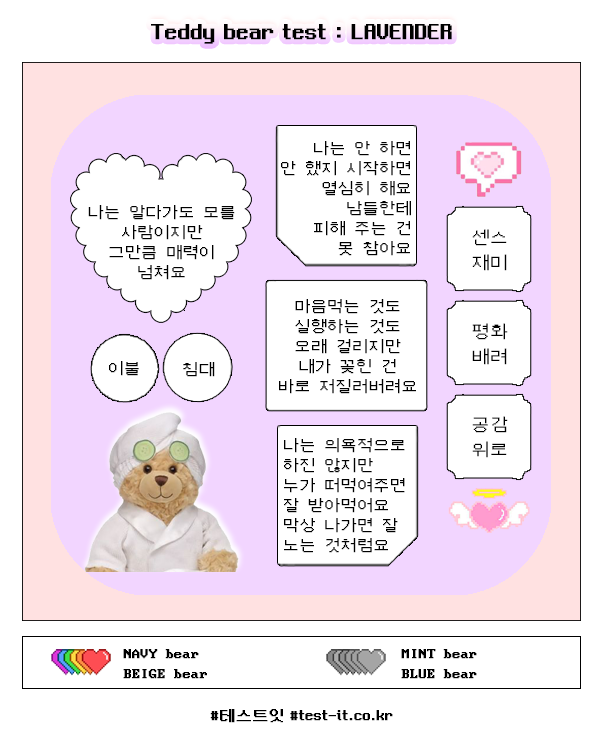 Teddy bear test : LAVENDER
나는 알다가도 모를
사람이지만
그만큼 매력이
넘쳐요
이불
침대
나는 안 하면
안 했지 시작하면
열심히 해요
남들한테
피해 주는 건
못 참아요
마음먹는 것도
실행하는 것도
오래 걸리지만
내가 꽂힌 건
바로 저질러버려요
나는 의욕적으로
하진 않지만
누가 떠먹여주면
잘 받아먹어요
막상 나가면 잘
노는 것처럼요
센스
재미
평화
배려
공감
위로
NAVY bear
BEIGE bear
MINT bear
BLUE bear
#테스트잇 #test-it.co.kr